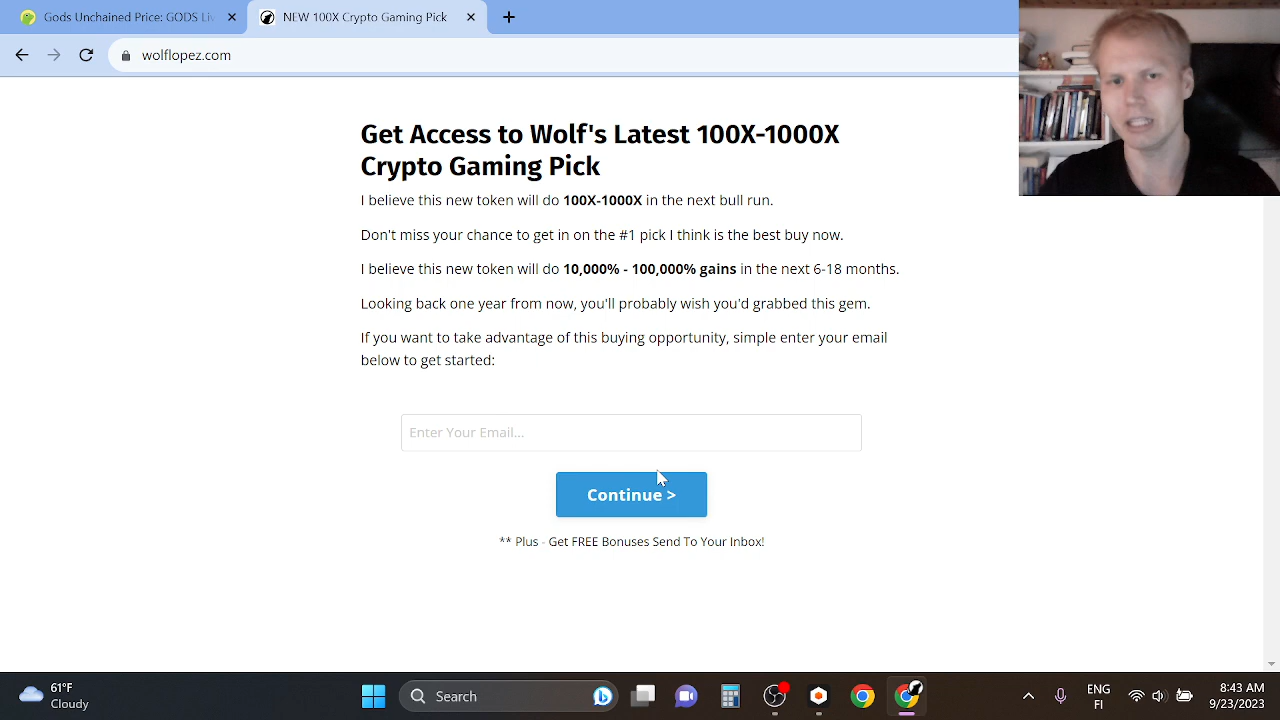 Gods Unchained Price: GODS Li
NEW 100X Crypto Gaming Pick
wolflopez.com
Get Access to Wolf's Latest 100X-1000X
Crypto Gaming Pick
I believe this new token will do 100X-1000X in the next bull run.
Don't miss your chance to get in on the #1 pick I think is the best buy now.
I believe this new token will do 10,000% - 100,000% gains in the next 6-18 months.
Looking back one year from now, you'll probably wish you'd grabbed this gem.
If you want to take advantage of this buying opportunity, simple enter your email
below to get started:
Enter Your Email...
Continue >
** Plus - Get FREE Bonuses Send To Your Inbox!
61°F
Cloudy
Search
ENG
FI
8:43 AM
9/23/2023